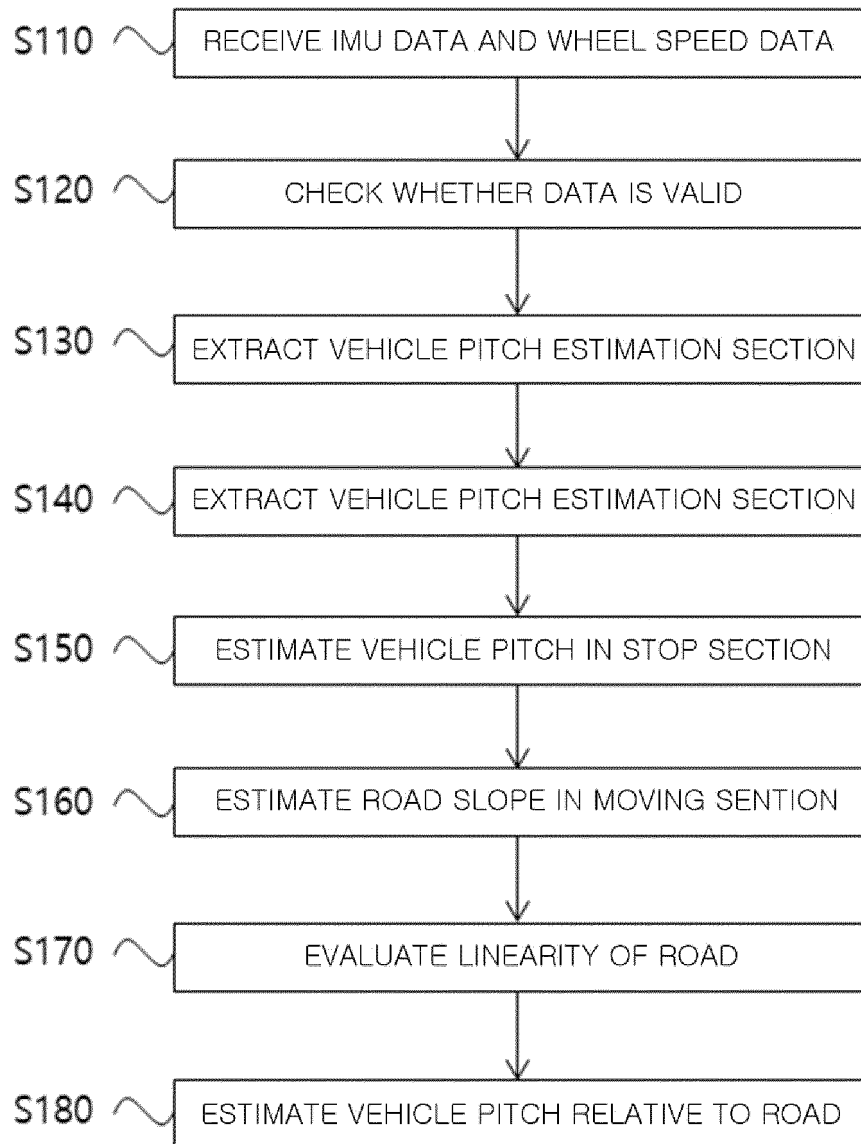 S110 RECEIVE IMU DATA AND WHEEL SPEED DATA
S120 CHECK WHETHER DATA IS VALID
S130 EXTRACT VEHICLE PITCH ESTIMATION SECTION
S140 EXTRACT VEHICLE PITCH ESTIMATION SECTION
S150 ESTIMATE VEHICLE PITCH IN STOP SECTION
S160 ESTIMATE ROAD SLOPE IN MOVING SENTION
S170 EVALUATE LINEARITY OF ROAD
S180 ESTIMATE VEHICLE PITCH RELATIVE TO ROAD